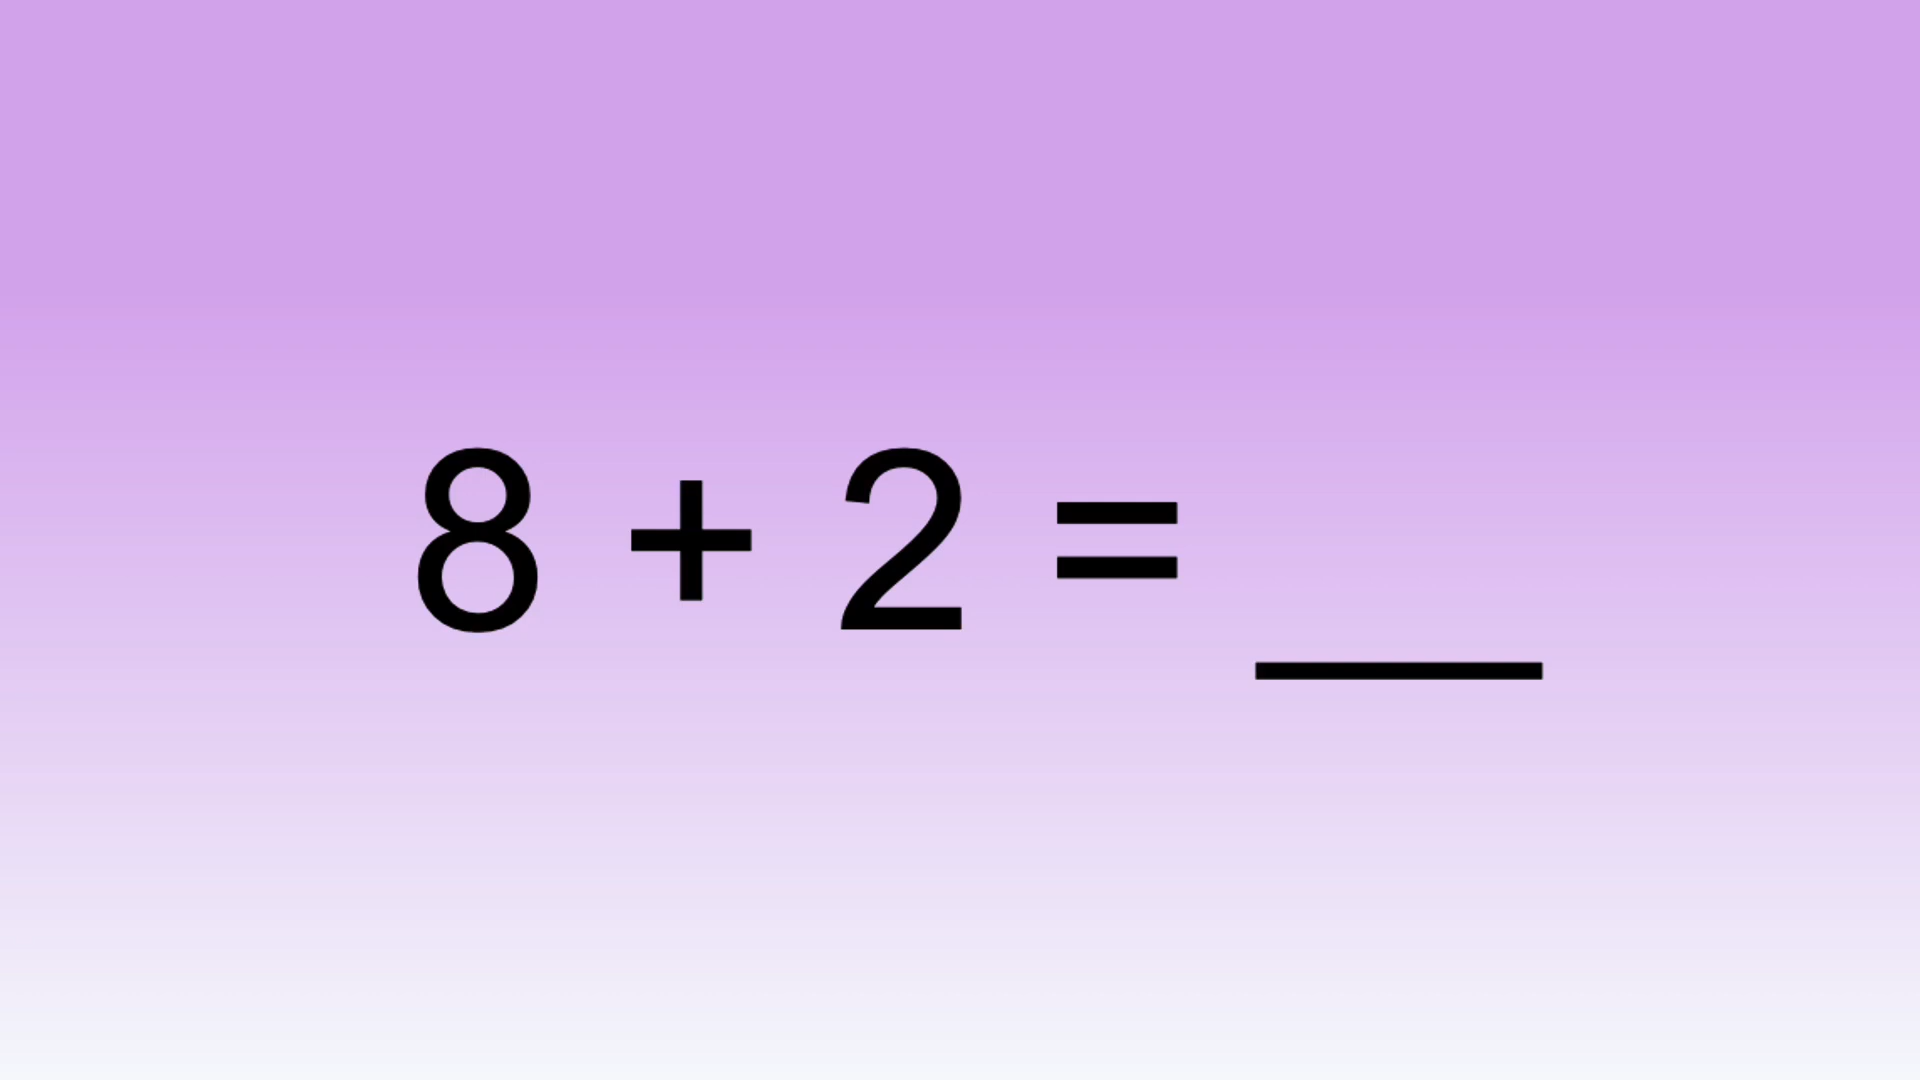 8 + 2 = __